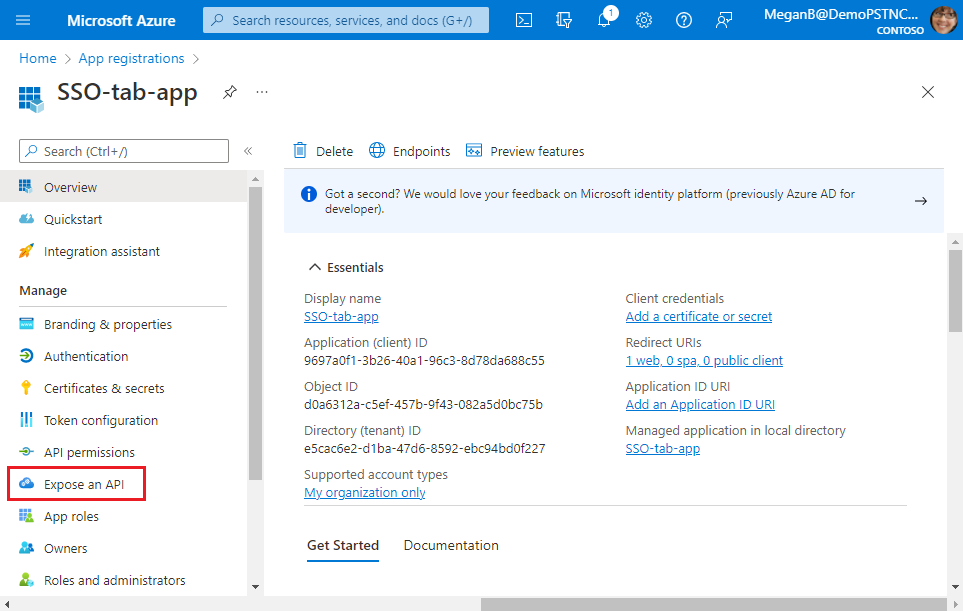 Microsoft Azure
Search resources, services, and docs (G+/)
1
MeganB@DemoPSTNC...
CONTOSO
Home > App registrations >
SSO-tab-app
...
Search (Ctrl+/)
«
Overview
Quickstart
Integration assistant
Manage
Branding & properties
Authentication
Certificates & secrets
Token configuration
API permissions
Expose an API
App roles
Owners
Roles and administrators
Delete
Endpoints
Preview features
Got a second? We would love your feedback on Microsoft identity platform (previously Azure AD for
developer).
Essentials
Display name
SSO-tab-app
Application (client) ID
9697a0f1-3b26-40a1-96c3-8d78da688c55
Object ID
d0a6312a-c5ef-457b-9f43-082a5d0bc75b
Directory (tenant) ID
e5cac6e2-d1ba-47d6-8592-ebc94bd0f227
Supported account types
My organization only
Client credentials
Add a certificate or secret
Redirect URIs
1 web, 0 spa, 0 public client
Application ID URI
Add an Application ID URI
Managed application in local directory
SSO-tab-app
Get Started
Documentation